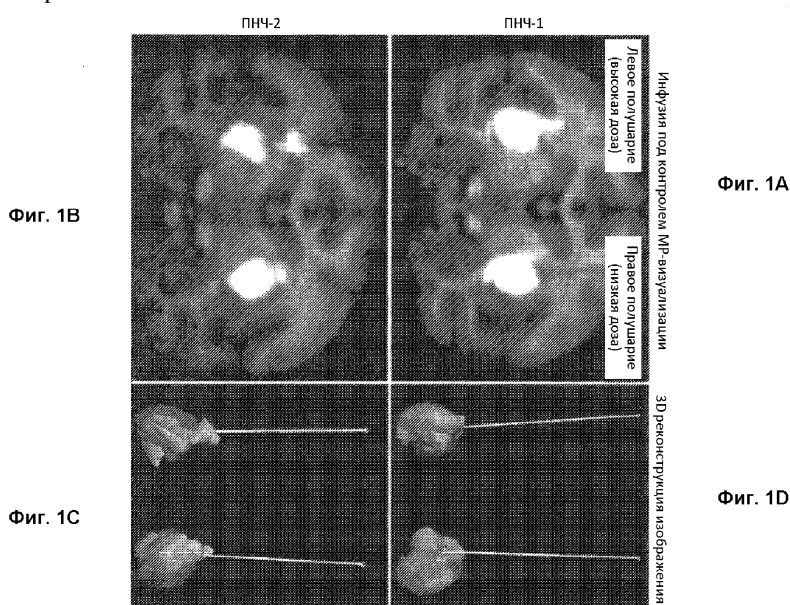 ПНЧ-2
ПНЧ-1
Левое полушарие
(высокая доза)
Правое полушарие
(низкая доза)
Инфузия под контролем МР-визуализации
3D реконструкция изображения
Фиг. 1B
Фиг. 1A
Фиг. 1C
Фиг. 1D